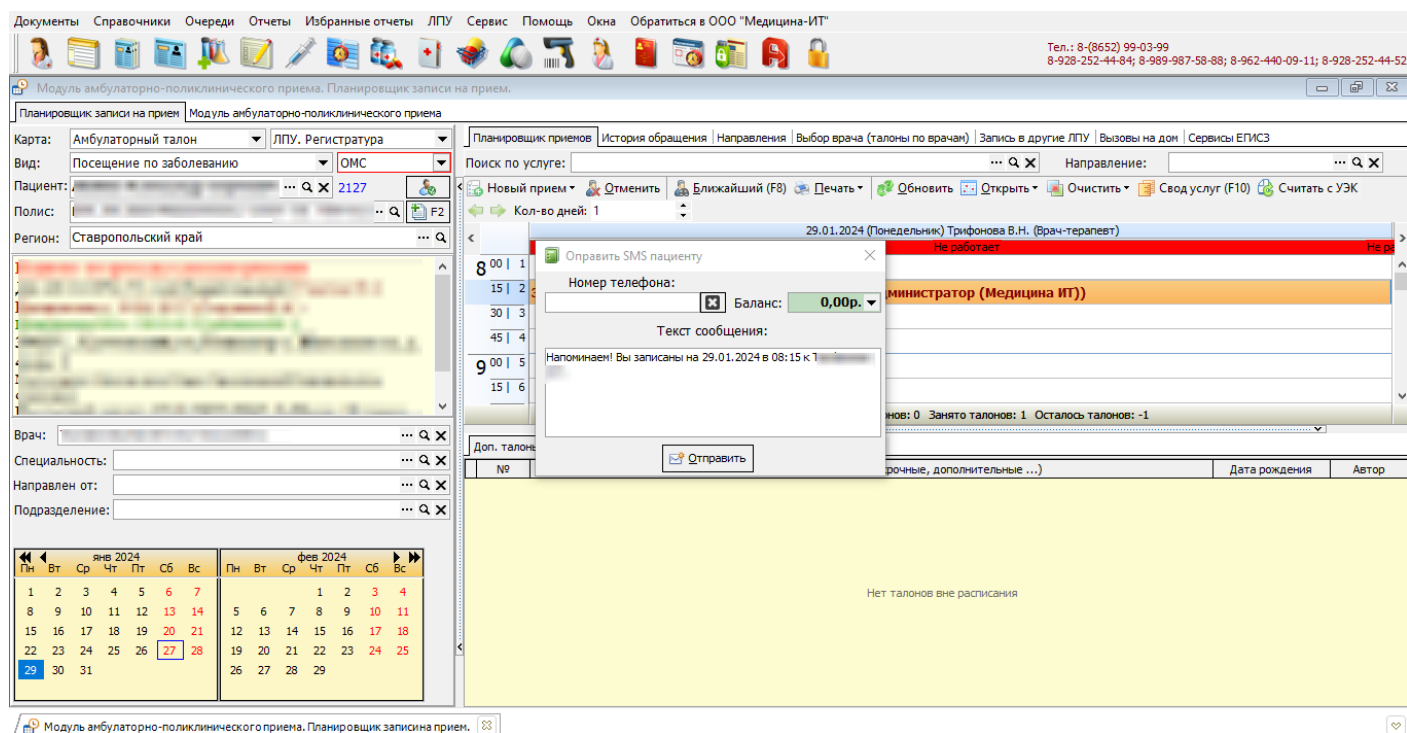 Документы Справочники Очереди Отчеты Избранные отчеты ЛПУ Сервис Помощь Окна Обратиться в ООО "Медицина-ИТ"
Тел.: 8-(8652) 99-03-99
8-928-252-44-84; 8-989-987-58-88; 8-962-440-09-11; 8-928-252-44-52
Модуль амбулаторно-поликлинического приема. Планировщик записи на прием.
Планировщик записи на прием Модуль амбулаторно-поликлинического приема
Карта: Амбулаторный талон ЛПУ. Регистратура
Вид: Посещение по заболеванию ОМС
Пациент: 2127
Полис: F2
Регион: Ставропольский край
Врач:
Специальность:
Направлен от:
Подразделение:
янв 2024 фев 2024
Пн Вт Ср Чт Пт Сб Вс Пн Вт Ср Чт Пт Сб Вс
1 2 3 4 5 6 7 1 2 3 4
8 9 10 11 12 13 14 5 6 7 8 9 10 11
15 16 17 18 19 20 21 12 13 14 15 16 17 18
22 23 24 25 26 27 28 19 20 21 22 23 24 25
29 30 31 26 27 28 29
Планировщик приемов История обращения Направления Выбор врача (талоны по врачам) Запись в другие ЛПУ Вызовы на дом Сервисы ЕГИСЗ
Поиск по услуге: Направление:
Новый прием Отменить Ближайший (F8) Печать Обновить Открыть Очистить Свод услуг (F10) Считать с УЭК
Кол-во дней: 1
29.01.2024 (Понедельник) Трифонова В.Н. (Врач-терапевт)
Не работает Не ра
8 00 1
15 2 министратор (Медицина ИТ))
30 3
45 4
9 00 5
15 6
нов: 0 Занято талонов: 1 Осталось талонов: -1
Оправить SMS пациенту
Номер телефона:
Баланс: 0,00р.
Текст сообщения:
Напоминаем! Вы записаны на 29.01.2024 в 08:15 к
Отправить
Доп. талоны
№ рочные, дополнительные ...) Дата рождения Автор
Нет талонов вне расписания
Модуль амбулаторно-поликлинического приема. Планировщик записи на прием.